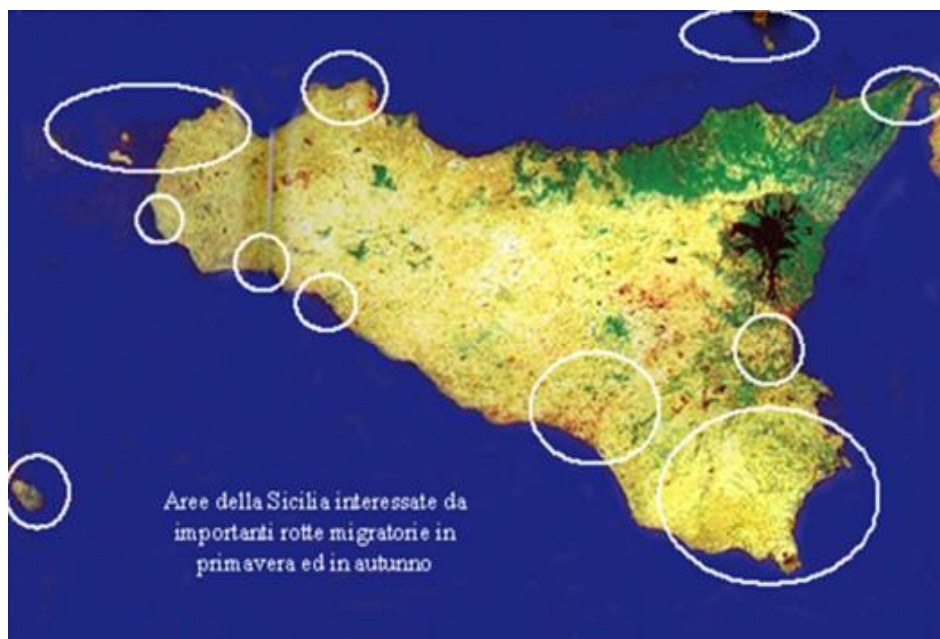 Aree della Sicilia interessate da
importanti rotte migratorie in
primavera ed in autunno